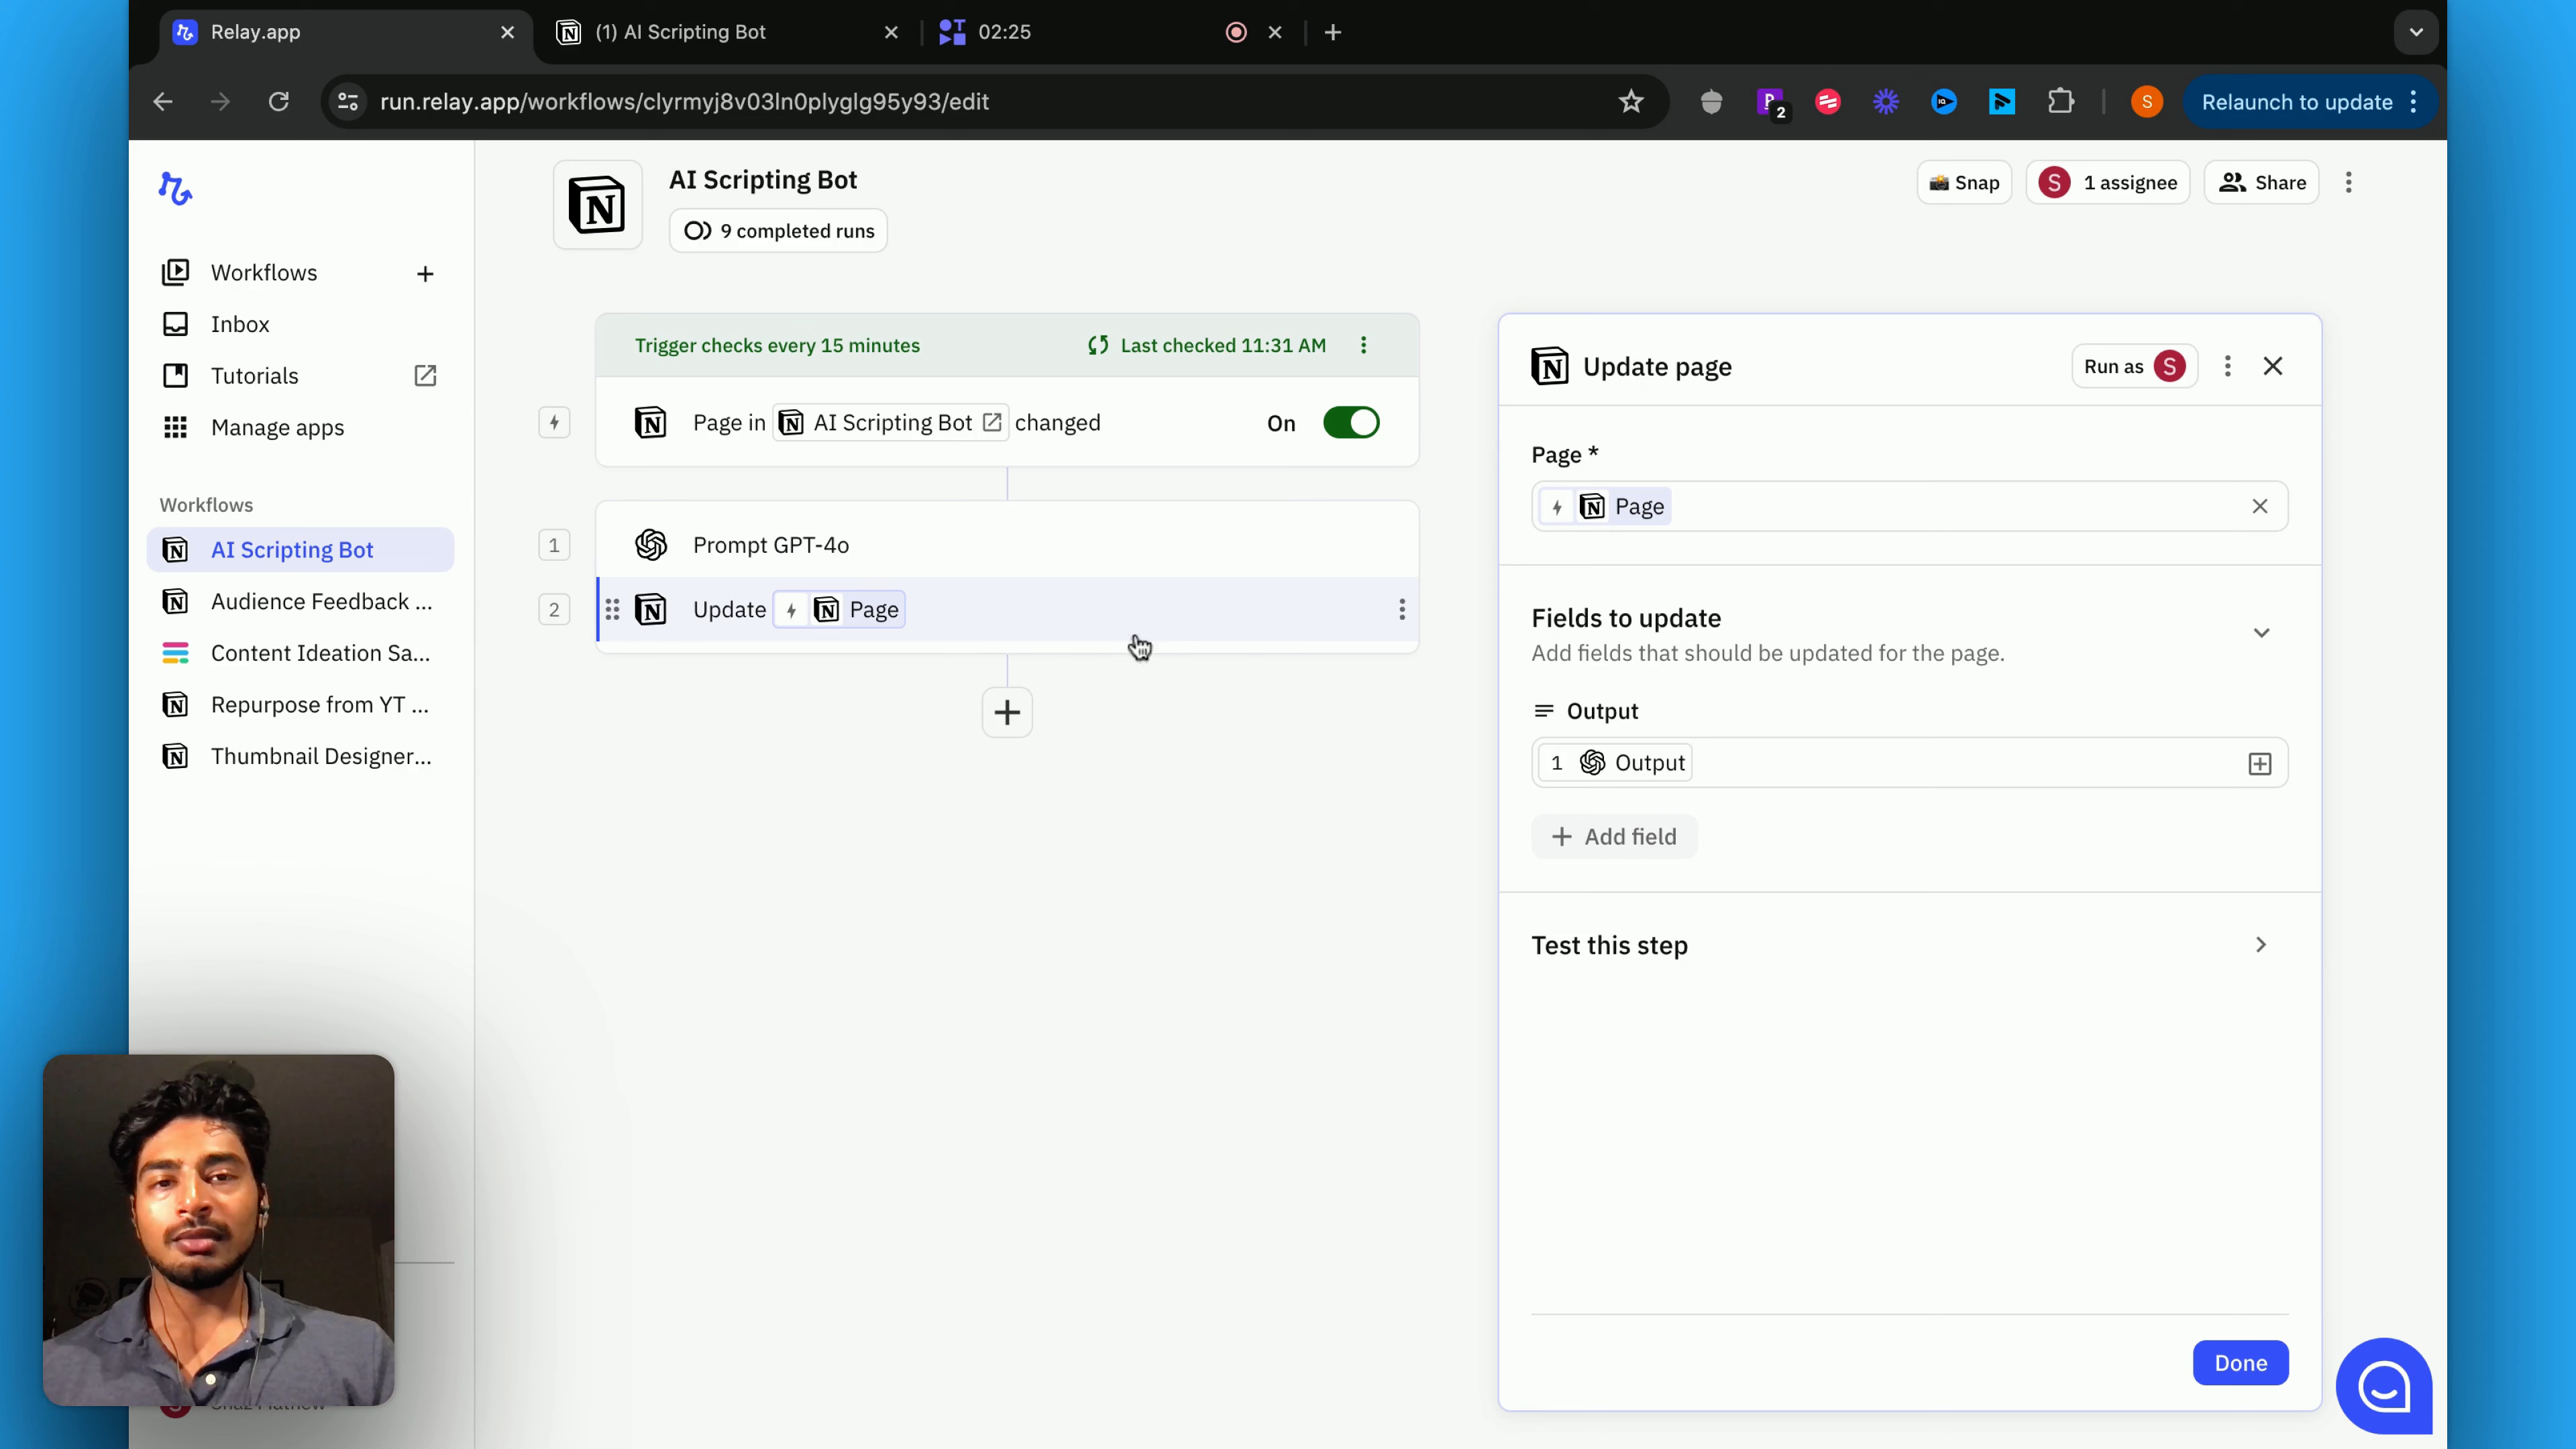 Relay.app
(1) AI Scripting Bot
02:25
run.relay.app/workflows/clyrmyj8v03ln0plyglg95y93/edit
2
S
Relaunch to update
AI Scripting Bot
9 completed runs
📸 Snap
S 1 assignee
Share
Workflows
Inbox
Tutorials
Manage apps
Workflows
AI Scripting Bot
Audience Feedback ...
Content Ideation Sa...
Repurpose from YT ...
Thumbnail Designer...
Trigger checks every 15 minutes
Last checked 11:31 AM
Page in AI Scripting Bot changed
On
1 Prompt GPT-4o
2 Update Page
Update page
Run as S
Page *
Page
Fields to update
Add fields that should be updated for the page.
Output
1 Output
Add field
Test this step
Done